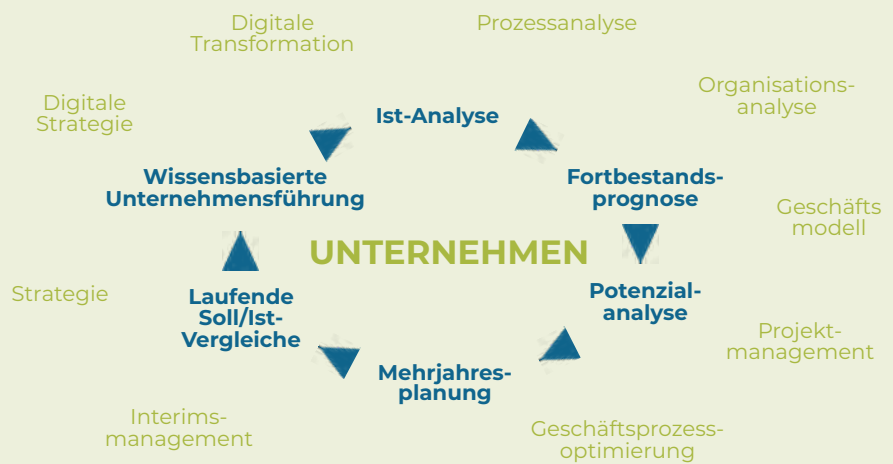 Digitale
Transformation
Prozessanalyse
Organisations-
analyse
Digitale
Strategie
Ist-Analyse
Wissensbasierte
Unternehmensführung
Fortbestands-
prognose
Geschäfts
modell
UNTERNEHMEN
Strategie
Laufende
Soll/Ist-
Vergleiche
Potenzial-
analyse
Projekt-
management
Mehrjahres-
planung
Interims-
management
Geschäftsprozess-
optimierung